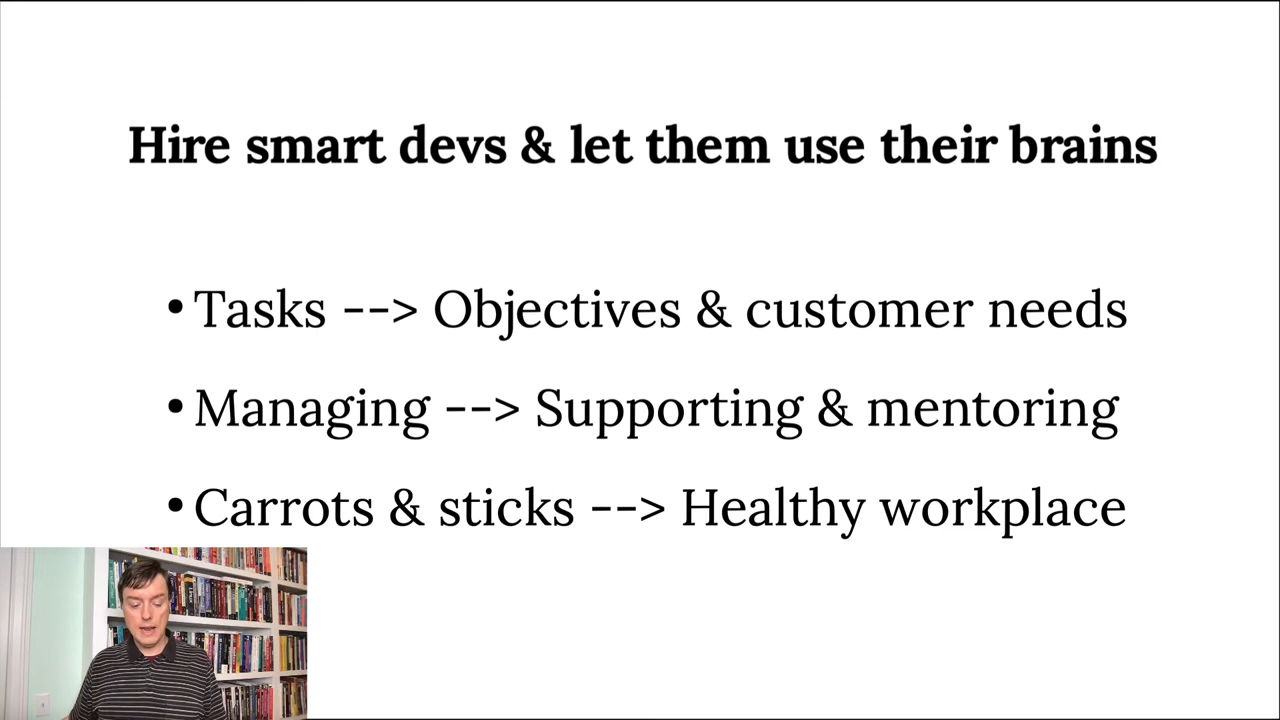 Hire smart devs & let them use their brains
• Tasks --> Objectives & customer needs
• Managing --> Supporting & mentoring
• Carrots & sticks --> Healthy workplace